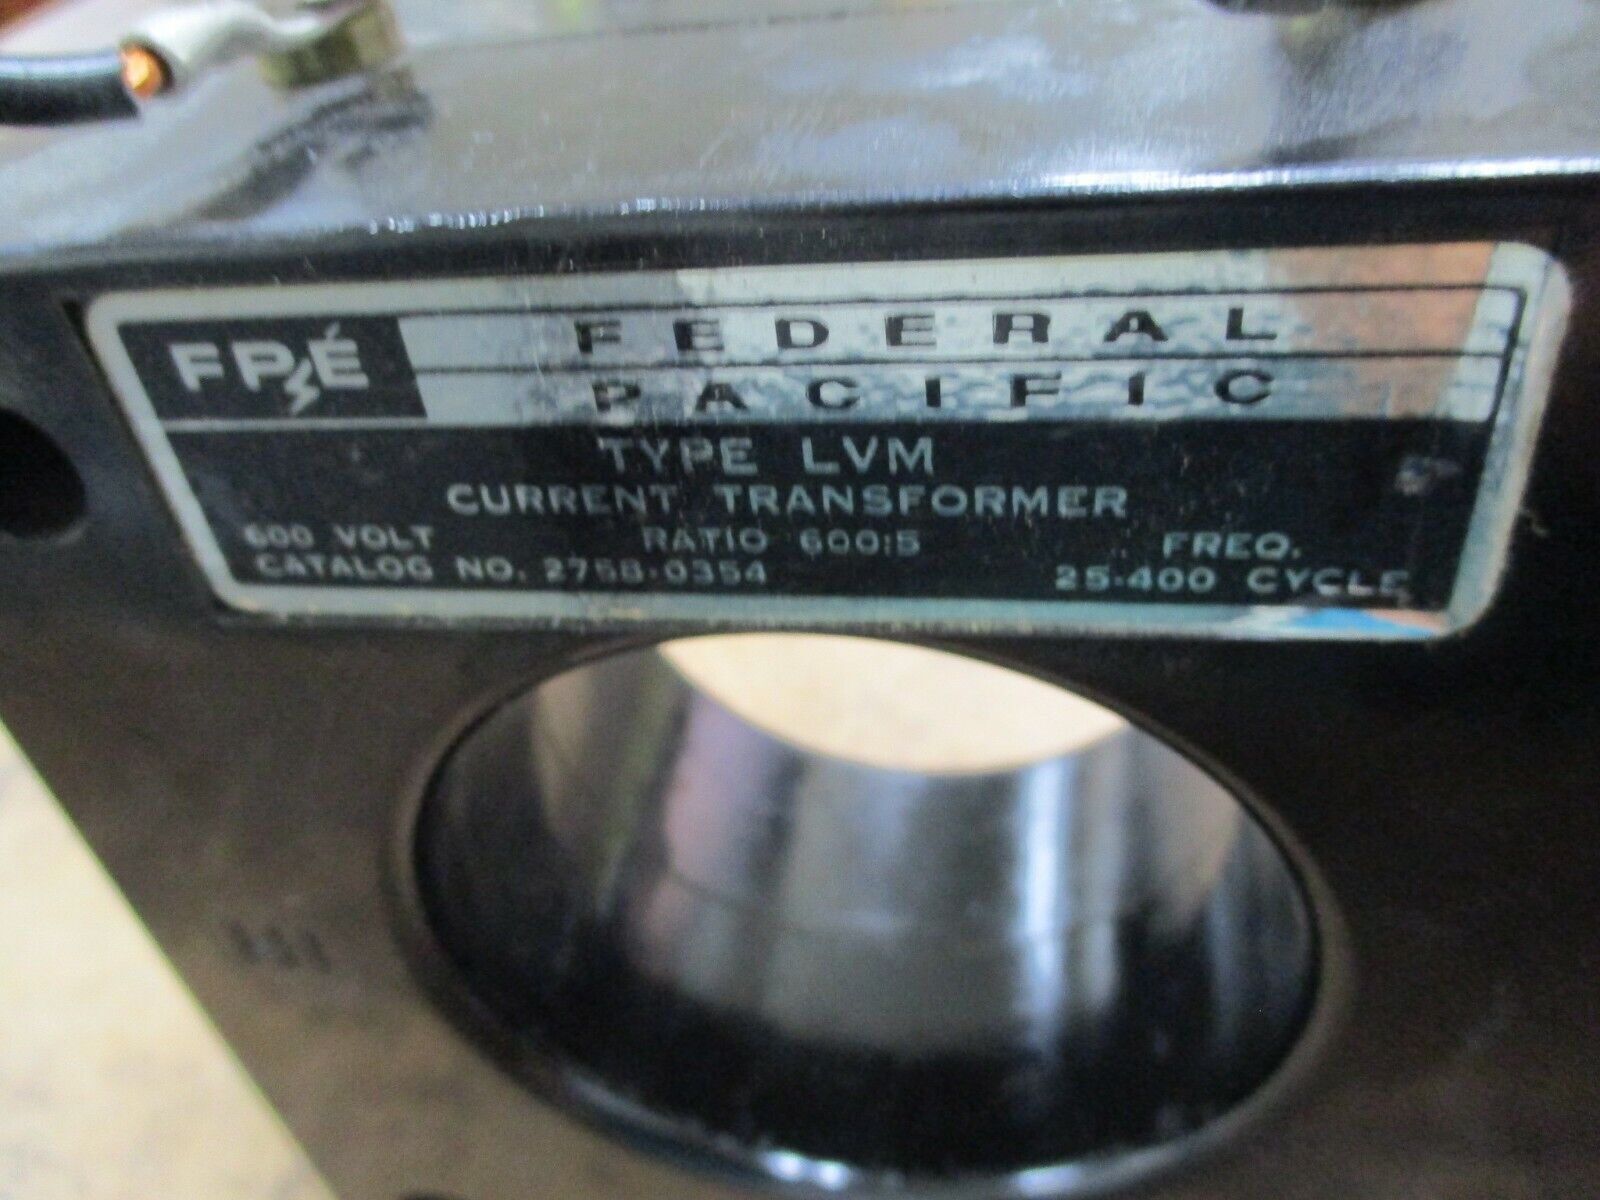 FPE
FEDERAL
PACIFIC
TYPE LVM
CURRENT TRANSFORMER
600 VOLT RATIO 600:5 FREQ.
CATALOG NO. 2758-0354 25-400 CYCLE
H1